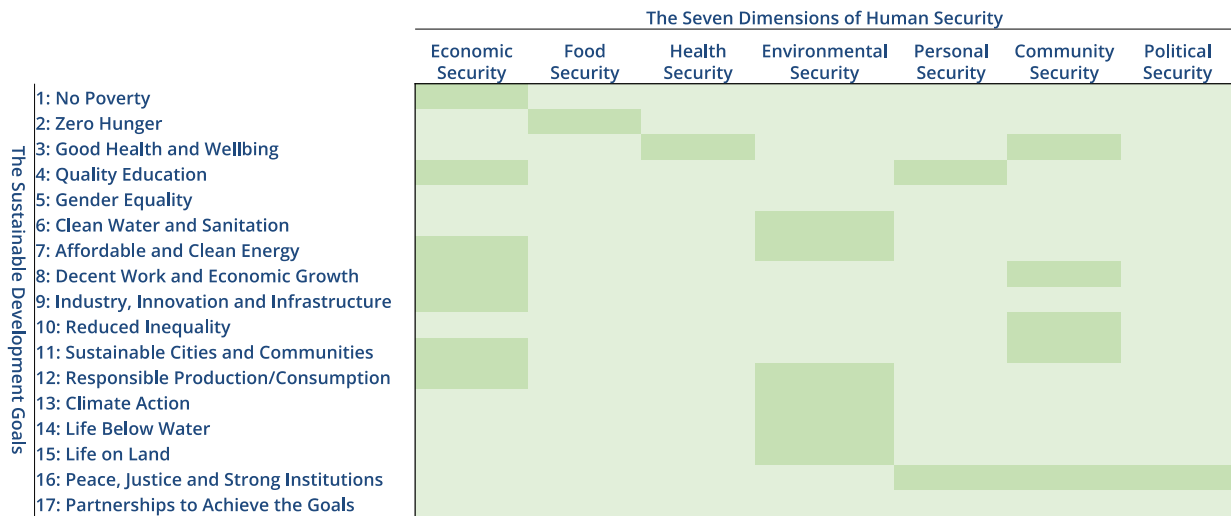 The Seven Dimensions of Human Security
Economic Security
Food Security
Health Security
Environmental Security
Personal Security
Community Security
Political Security
The Sustainable Development Goals
1: No Poverty
2: Zero Hunger
3: Good Health and Wellbing
4: Quality Education
5: Gender Equality
6: Clean Water and Sanitation
7: Affordable and Clean Energy
8: Decent Work and Economic Growth
9: Industry, Innovation and Infrastructure
10: Reduced Inequality
11: Sustainable Cities and Communities
12: Responsible Production/Consumption
13: Climate Action
14: Life Below Water
15: Life on Land
16: Peace, Justice and Strong Institutions
17: Partnerships to Achieve the Goals